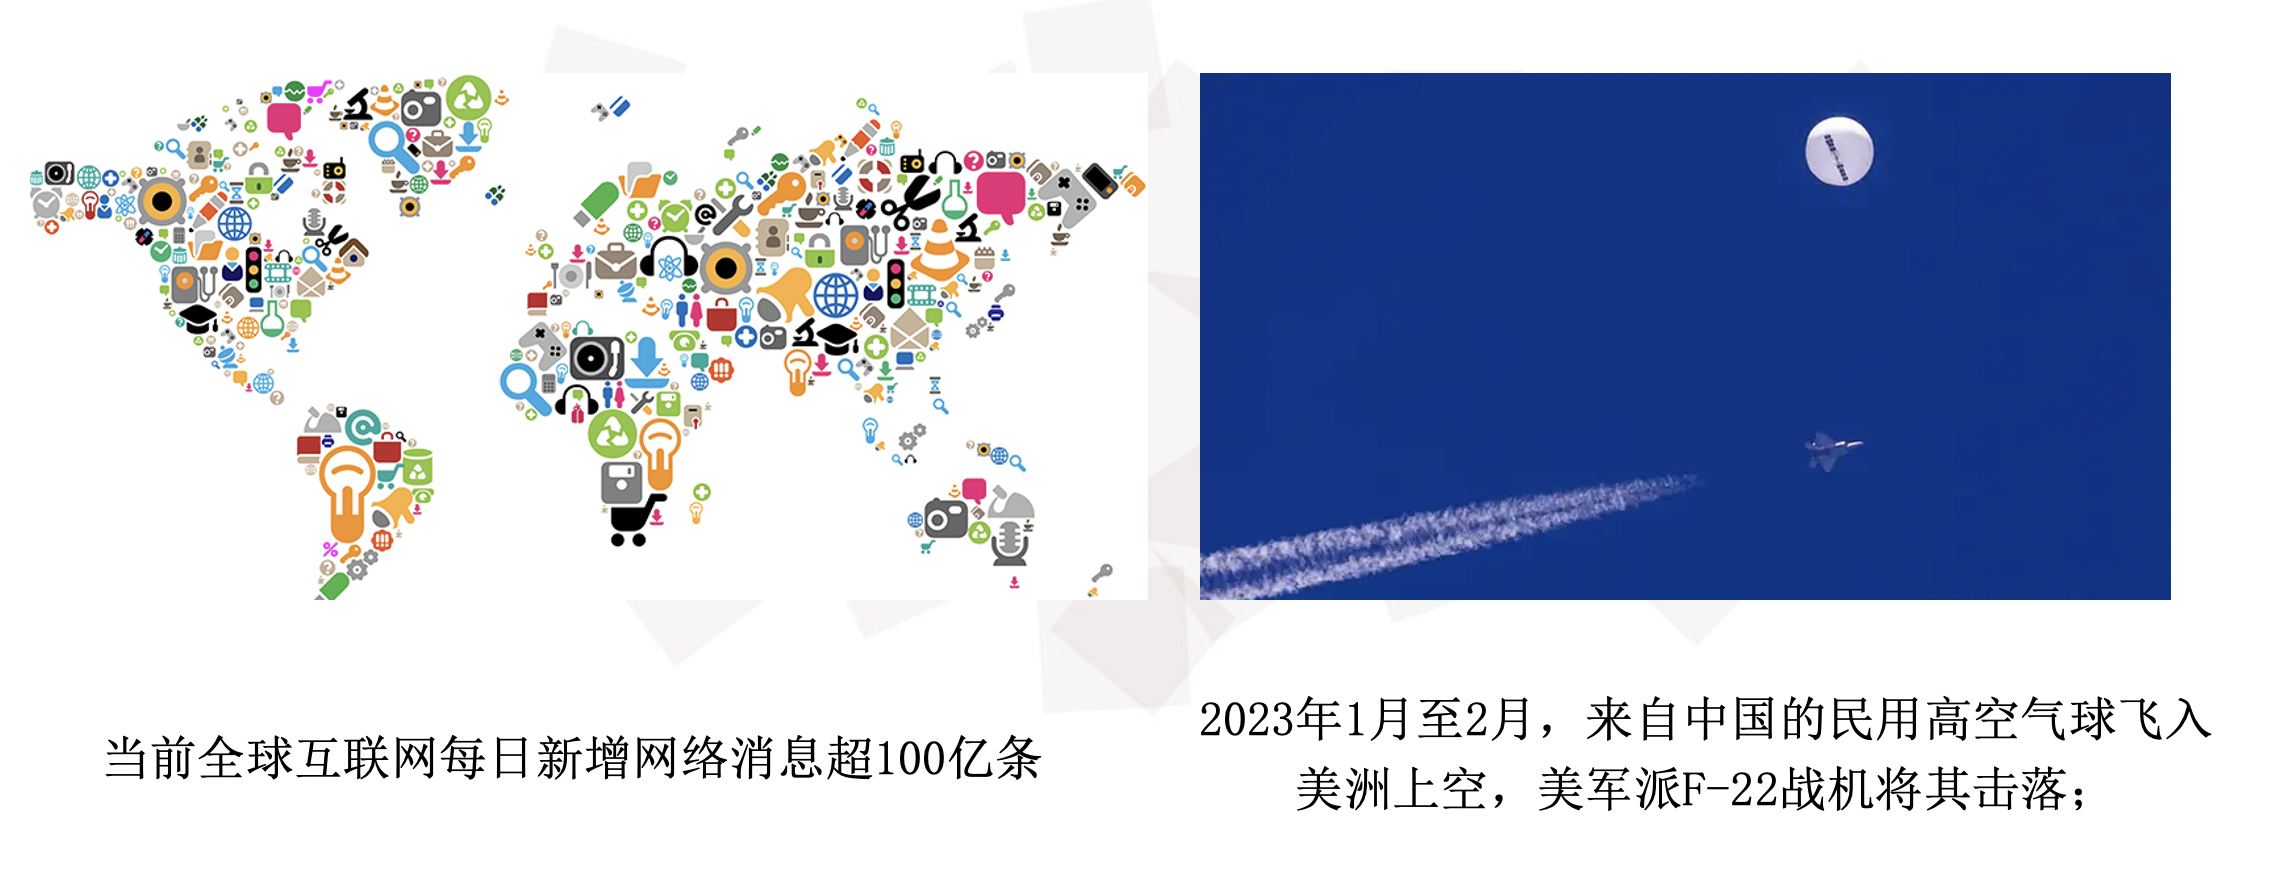 当前全球互联网每日新增网络消息超100亿条
2023年1月至2月，来自中国的民用高空气球飞入
美洲上空，美军派F-22战机将其击落；